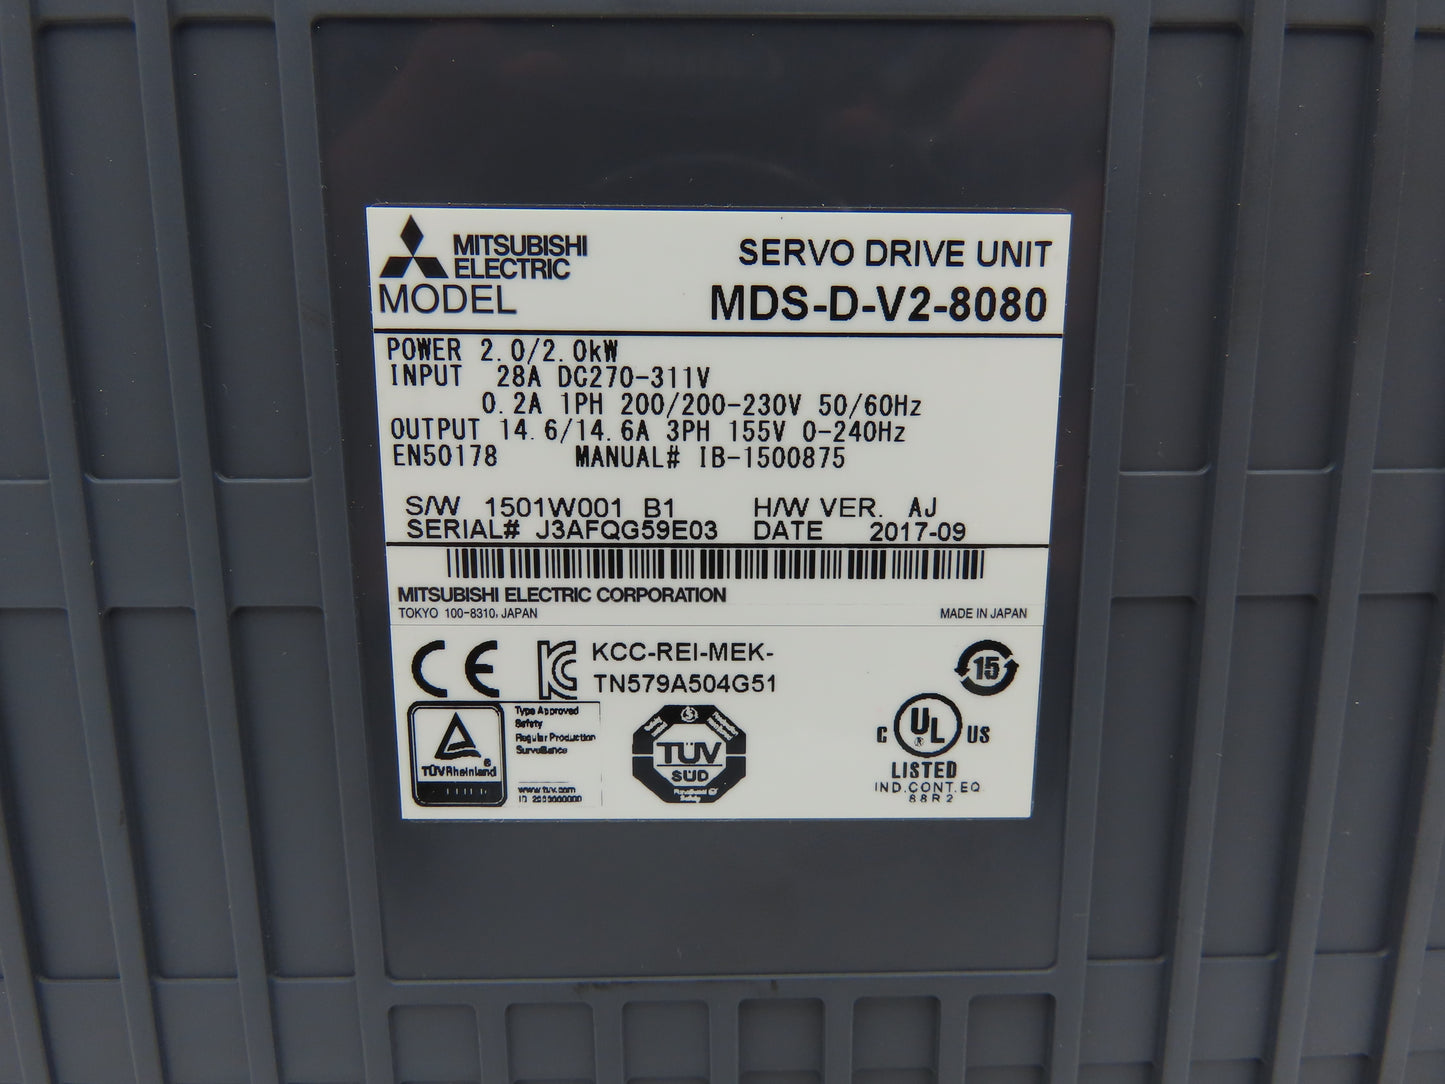 MITSUBISHI
ELECTRIC
SERVO DRIVE UNIT
MODEL MDS-D-V2-8080
POWER 2.0/2.0kW
INPUT 28A DC270-311V
0.2A 1PH 200/200-230V 50/60Hz
OUTPUT 14.6/14.6A 3PH 155V 0-240Hz
EN50178 MANUAL# IB-1500875
S/W 1501W001 B1 H/W VER. AJ
SERIAL# J3AFQG59E03 DATE 2017-09
MITSUBISHI ELECTRIC CORPORATION
TOKYO 100-8310, JAPAN MADE IN JAPAN
CE KC KCC-REI-MEK-
TN579A504G51
15
Type Approved
Safety
Regular Production
Surveillance
TÜVRheinland®
www.tuv.com
TÜV
SÜD
C UL US
®
LISTED
IND.CONT.EQ
88R2